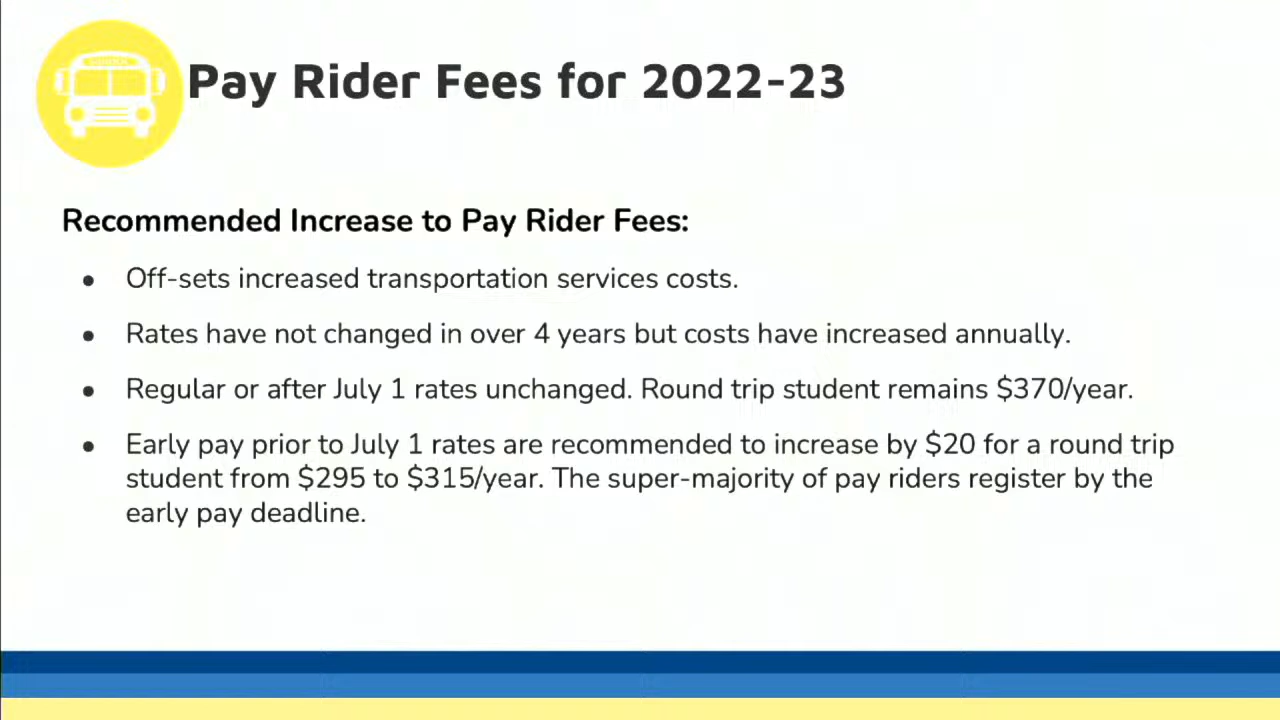 Pay Rider Fees for 2022-23
Recommended Increase to Pay Rider Fees:
● Off-sets increased transportation services costs.
● Rates have not changed in over 4 years but costs have increased annually.
● Regular or after July 1 rates unchanged. Round trip student remains $370/year.
● Early pay prior to July 1 rates are recommended to increase by $20 for a round trip
student from $295 to $315/year. The super-majority of pay riders register by the
early pay deadline.